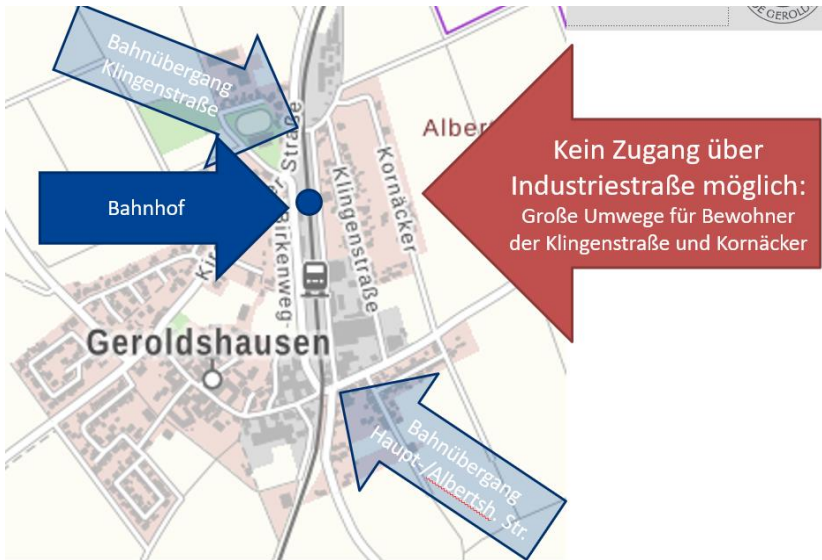 Bahnübergang
Klingenstraße
Bahnhof
Kein Zugang über
Industriestraße möglich:
Große Umwege für Bewohner
der Klingenstraße und Kornäcker
Straße
Birkenweg
Klingenstraße
Kornäcker
Geroldshausen
Bahnübergang
Haupt-/Albertsh. Str.